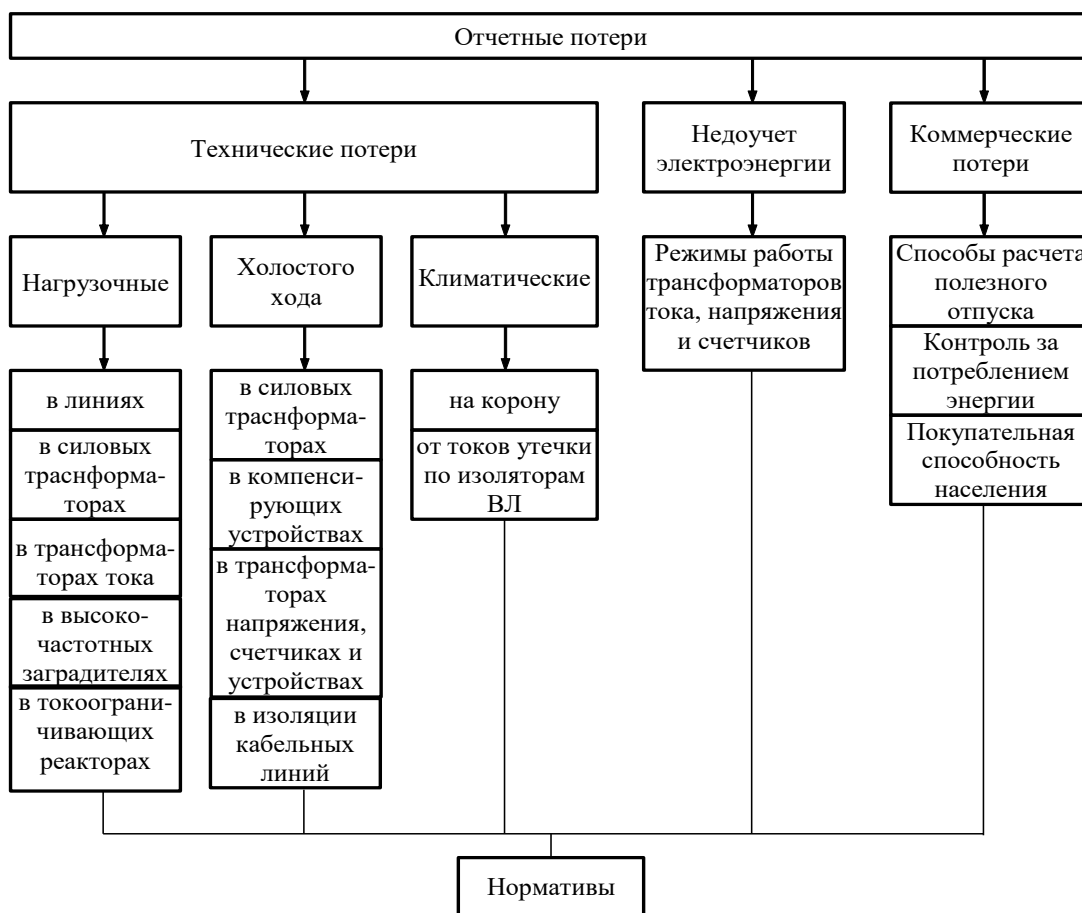 Отчетные потери
Технические потери
Недоучет
электроэнергии
Коммерческие
потери
Нагрузочные
Холостого
хода
Климатические
Режимы работы
трансформаторов
тока, напряжения
и счетчиков
Способы расчета
полезного
отпуска
Контроль за
потреблением
энергии
Покупательная
способность
населения
в линиях
в силовых
траснформа-
торах
в трансформа-
торах тока
в высоко-
частотных
заградителях
в токоограни-
чивающих
реакторах
в силовых
траснформа-
торах
в компенси-
рующих
устройствах
в трансформа-
торах
напряжения,
счетчиках и
устройствах
в изоляции
кабельных
линий
на корону
от токов утечки
по изоляторам
ВЛ
Нормативы